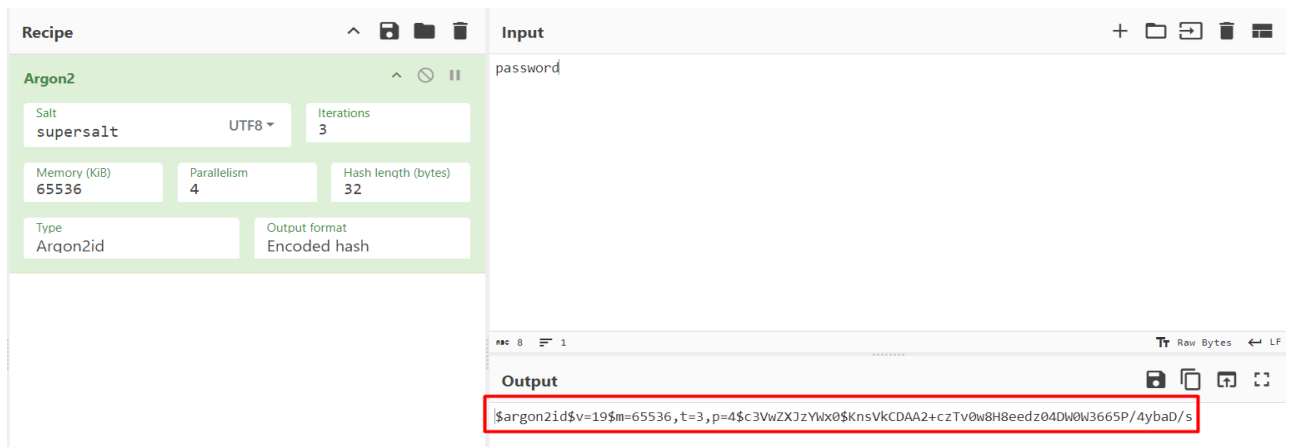 Recipe
Argon2
Salt
supersalt
UTF8
Iterations
3
Memory (KiB)
65536
Parallelism
4
Hash length (bytes)
32
Type
Argon2id
Output format
Encoded hash
Input
password
ABC 8 1
Tт Raw Bytes LF
Output
$argon2id$v=19$m=65536,t=3,p=4$c3VwZXJzYWx0$KnsVkCDAA2+czTv0w8H8eedz04DW0W3665P/4ybaD/s